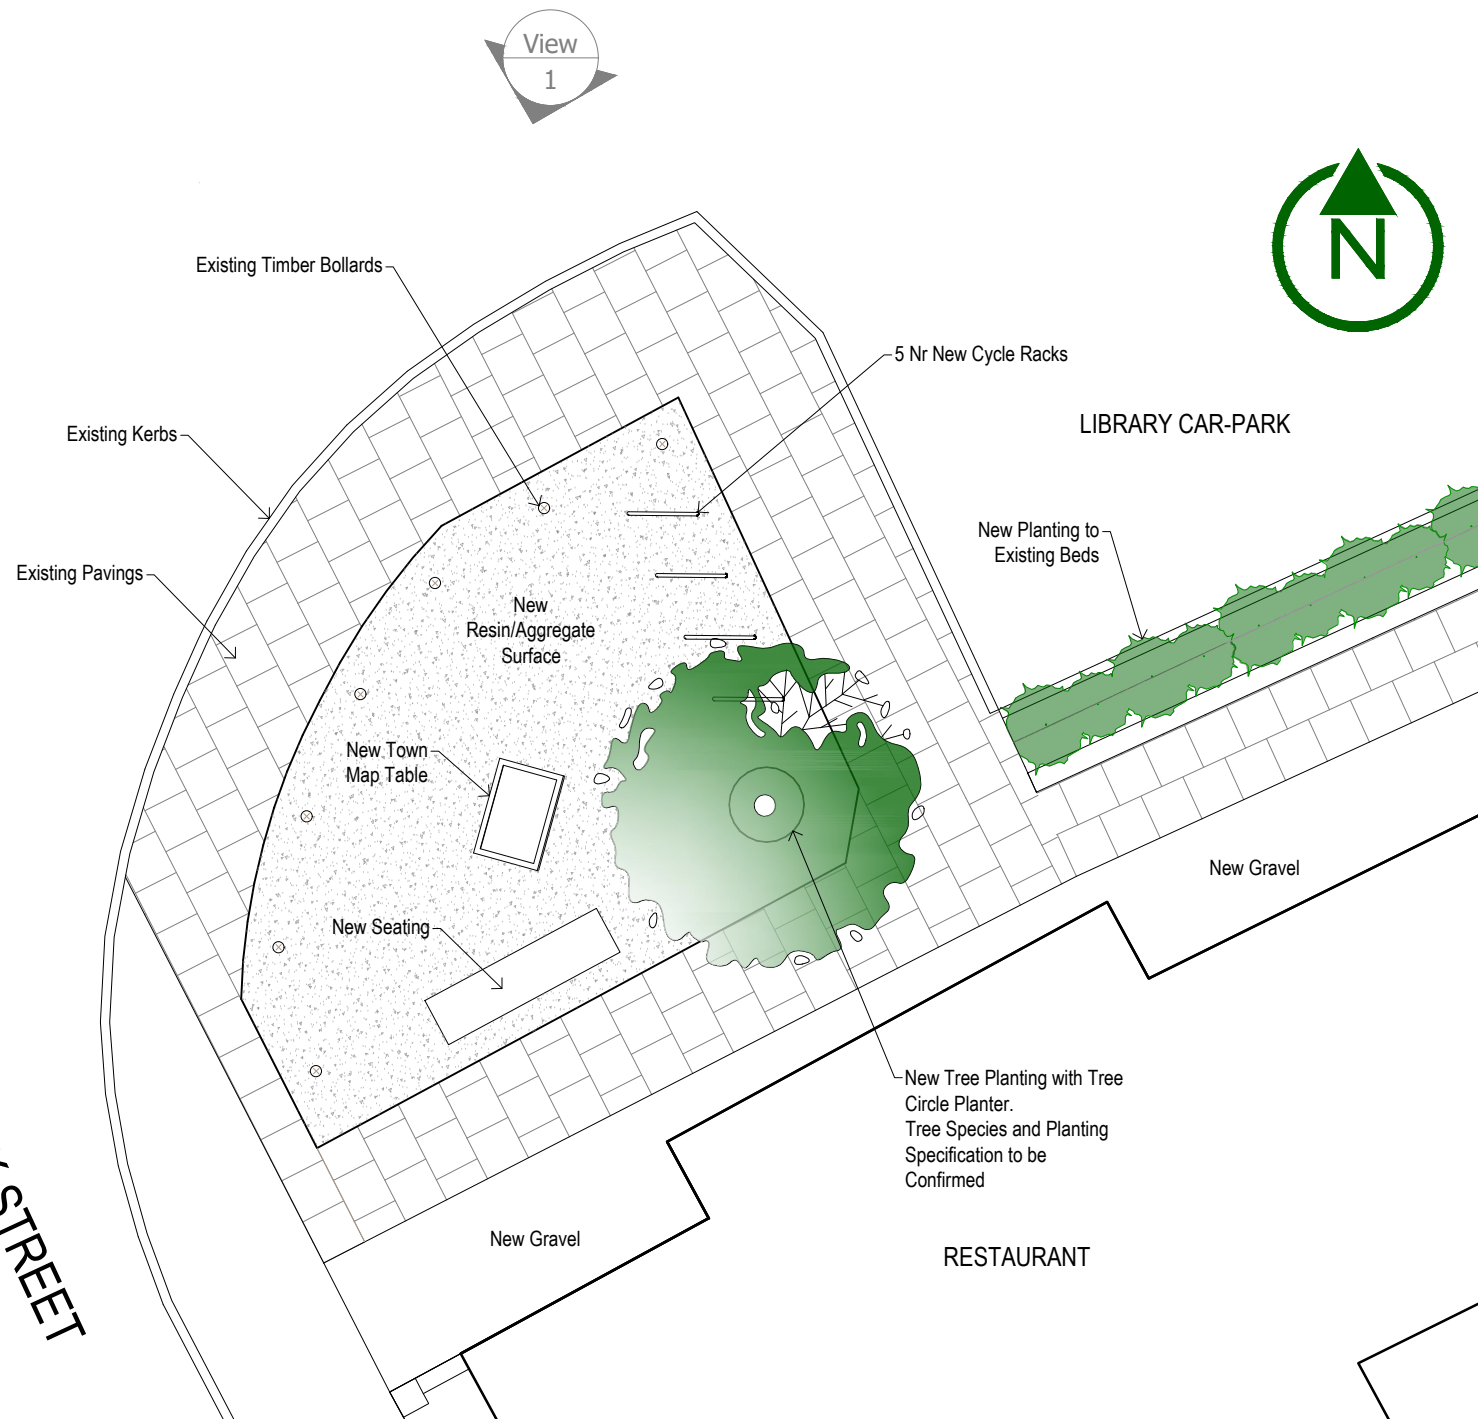 View
1
N
Existing Timber Bollards
5 Nr New Cycle Racks
LIBRARY CAR-PARK
Existing Kerbs
New Planting to
Existing Beds
Existing Pavings
New
Resin/Aggregate
Surface
New Town
Map Table
New Gravel
New Seating
New Tree Planting with Tree
Circle Planter.
Tree Species and Planting
Specification to be
Confirmed
New Gravel
RESTAURANT
STREET